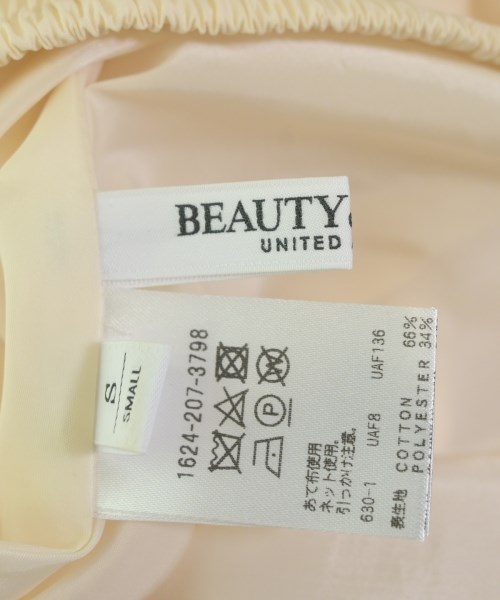 BEAUTY
UNITED
S
SMALL
1624-207-3798
P
W
あて布使用
ネット使用。
引っかけ注意。
630-1 UAF8 UAF136
表生地 COTTON 66%
POLYESTER 34%